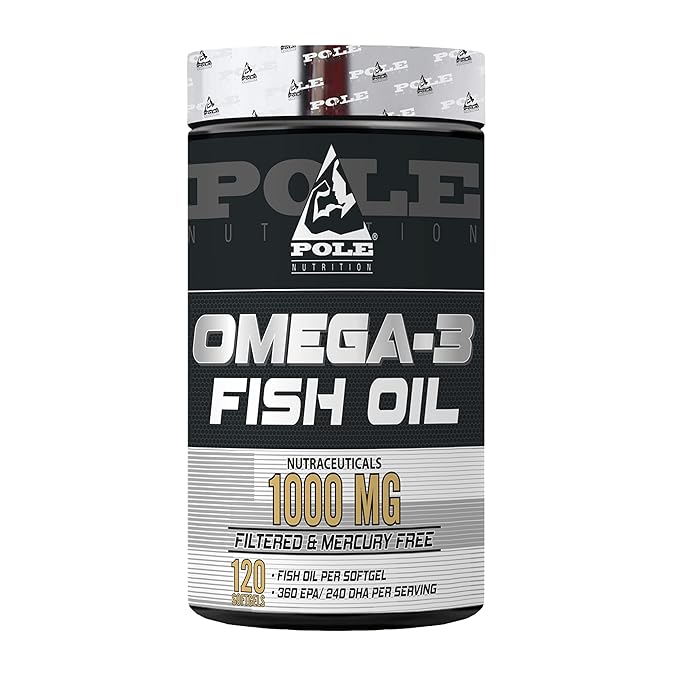 POLE
POLE
NUTRITION
POLE
NUTRITION
OMEGA-3
FISH OIL
NUTRACEUTICALS
1000 MG
FILTERED & MERCURY FREE
120
SOFTGELS
• FISH OIL PER SOFTGEL
• 360 EPA/ 240 DHA PER SERVING